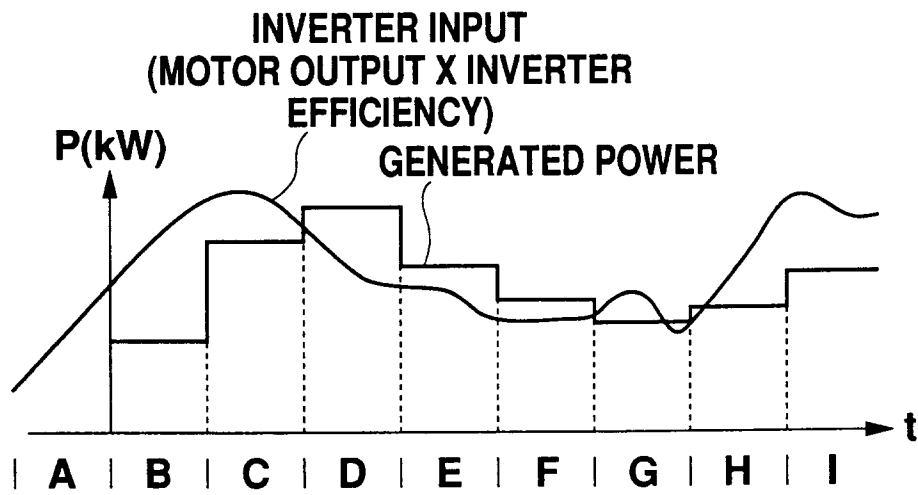 INVERTER INPUT
(MOTOR OUTPUT X INVERTER
EFFICIENCY)
P(kW)
GENERATED POWER
t
| A | B | C | D | E | F | G | H | I